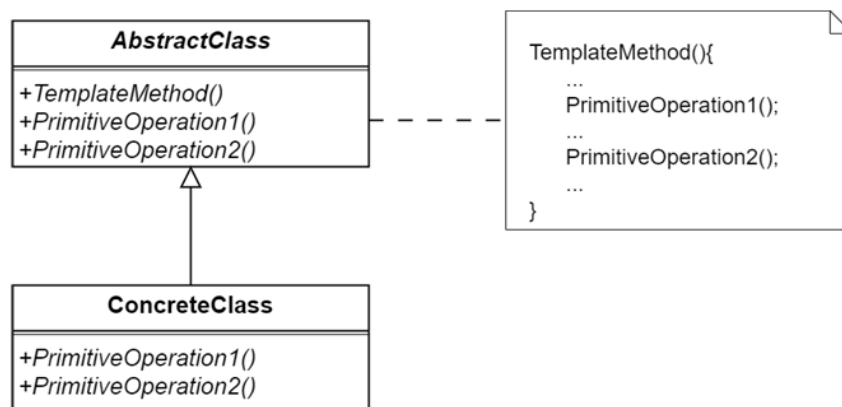 AbstractClass
+TemplateMethod()
+PrimitiveOperation1()
+PrimitiveOperation2()
TemplateMethod(){
...
PrimitiveOperation1();
...
PrimitiveOperation2();
...
}
ConcreteClass
+PrimitiveOperation1()
+PrimitiveOperation2()